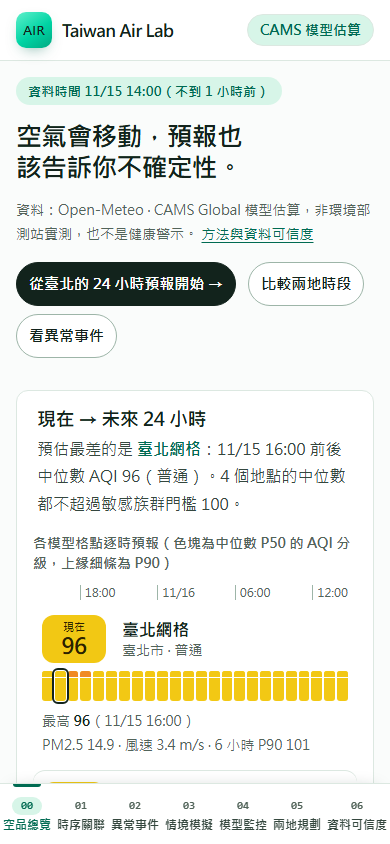 AIR
Taiwan Air Lab
CAMS 模型估算
資料時間 11/15 14:00（不到 1 小時前）
空氣會移動，預報也
該告訴你不確定性。
資料：Open-Meteo · CAMS Global 模型估算，非環境部
測站實測，也不是健康警示。 方法與資料可信度
從臺北的 24 小時預報開始 →
比較兩地時段
看異常事件
現在 → 未來 24 小時
預估最差的是 臺北網格：11/15 16:00 前後
中位數 AQI 96（普通）。4 個地點的中位數
都不超過敏感族群門檻 100。
各模型格點逐時預報（色塊為中位數 P50 的 AQI 分
級，上緣細條為 P90）
18:00
11/16
06:00
12:00
現在
96
臺北網格
臺北市 · 普通
最高 96（11/15 16:00）
PM2.5 14.9 · 風速 3.4 m/s · 6 小時 P90 101
00 空品總覽
01 時序關聯
02 異常事件
03 情境模擬
04 模型監控
05 兩地規劃
06 資料可信度